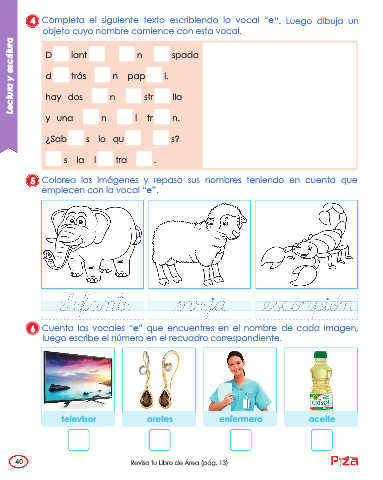 Lectura y escritura
4 Completa el siguiente texto escribiendo la vocal "e". Luego dibuja un
objeto cuyo nombre comience con esta vocal.
D lant n spada
d trás n pap l.
hay dos n str lla
y una n l tr n.
¿Sab s lo qu s?
s la l tra .
5 Colorea las imágenes y repasa sus nombres teniendo en cuenta que
empiecen con la vocal "e".
elefante oveja escorpión
6 Cuenta las vocales "e" que encuentres en el nombre de cada imagen,
luego escribe el número en el recuadro correspondiente.
televisor aretes enfermera aceite
40
Revisa tu Libro de Área (pág. 13)